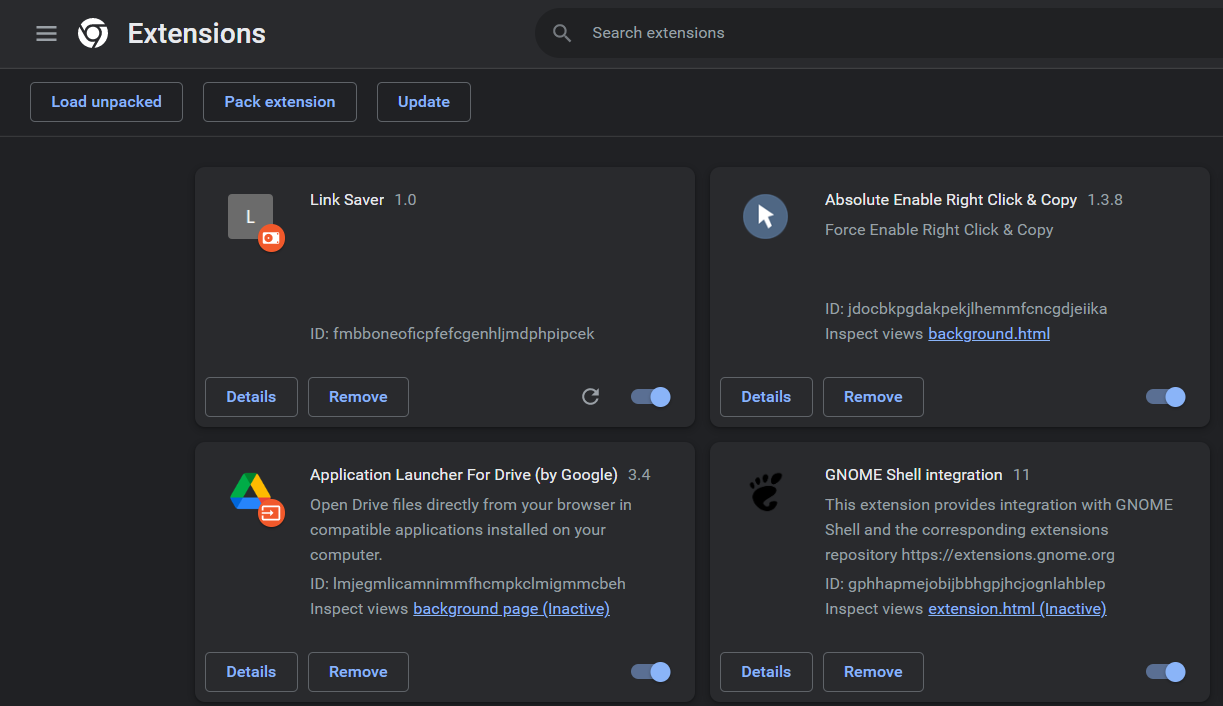 Extensions
Search extensions
Load unpacked
Pack extension
Update
L
Link Saver 1.0
ID: fmbboneoficpfefcgenhljmdphpipcek
Details
Remove
Absolute Enable Right Click & Copy 1.3.8
Force Enable Right Click & Copy
ID: jdocbkpgdakpekjlhemmfcncgdjeiika
Inspect views background.html
Details
Remove
Application Launcher For Drive (by Google) 3.4
Open Drive files directly from your browser in
compatible applications installed on your
computer.
ID: lmjegmlicamnimmfhcmpkclmigmmcbeh
Inspect views background page (Inactive)
Details
Remove
GNOME Shell integration 11
This extension provides integration with GNOME
Shell and the corresponding extensions
repository https://extensions.gnome.org
ID: gphhapmejobijbbhgpjhcjognlahblep
Inspect views extension.html (Inactive)
Details
Remove